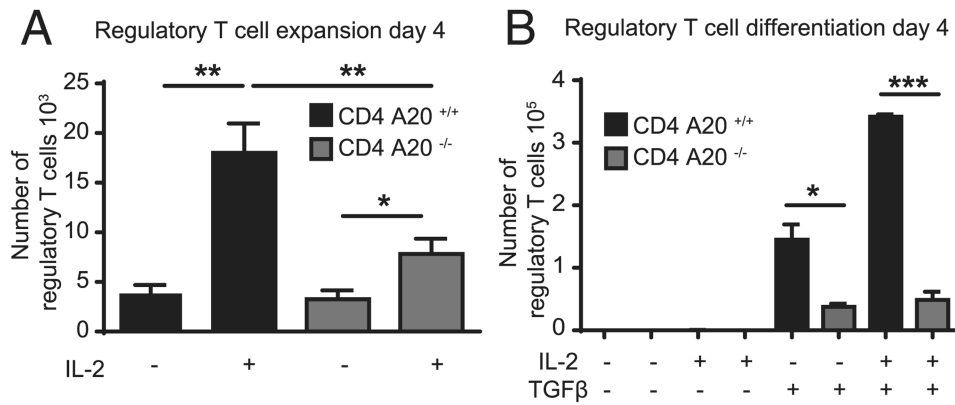 A Regulatory T cell expansion day 4
Number of
regulatory T cells 10³
25
20
15
10
5
0
** **
*
CD4 A20 +/+
CD4 A20 -/-
IL-2 - + - +
B Regulatory T cell differentiation day 4
Number of
regulatory T cells 10⁵
4
3
2
1
0
CD4 A20 +/+
CD4 A20 -/-
***
*
IL-2 - - + + - - + +
TGFβ - - - - + + + +